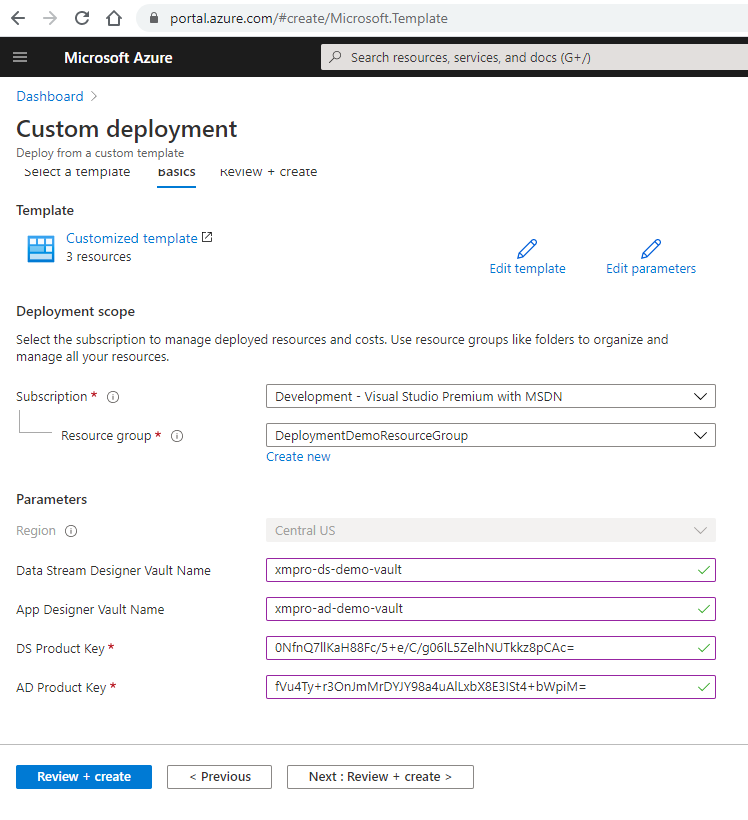 portal.azure.com/#create/Microsoft.Template
Microsoft Azure
Search resources, services, and docs (G+/)
Dashboard
Custom deployment
Deploy from a custom template
Select a template Basics Review + create
Template
Customized template
3 resources
Edit template Edit parameters
Deployment scope
Select the subscription to manage deployed resources and costs. Use resource groups like folders to organize and
manage all your resources.
Subscription * Development - Visual Studio Premium with MSDN
Resource group * DeploymentDemoResourceGroup
Create new
Parameters
Region Central US
Data Stream Designer Vault Name xmpro-ds-demo-vault
App Designer Vault Name xmpro-ad-demo-vault
DS Product Key * 0NfnQ7llKaH88Fc/5+e/C/g06lL5ZelhNUTkkz8pCAc=
AD Product Key * fVu4Ty+r3OnJmMrDYJY98a4uAlLxbX8E3ISt4+bWpiM=
Review + create < Previous Next : Review + create >